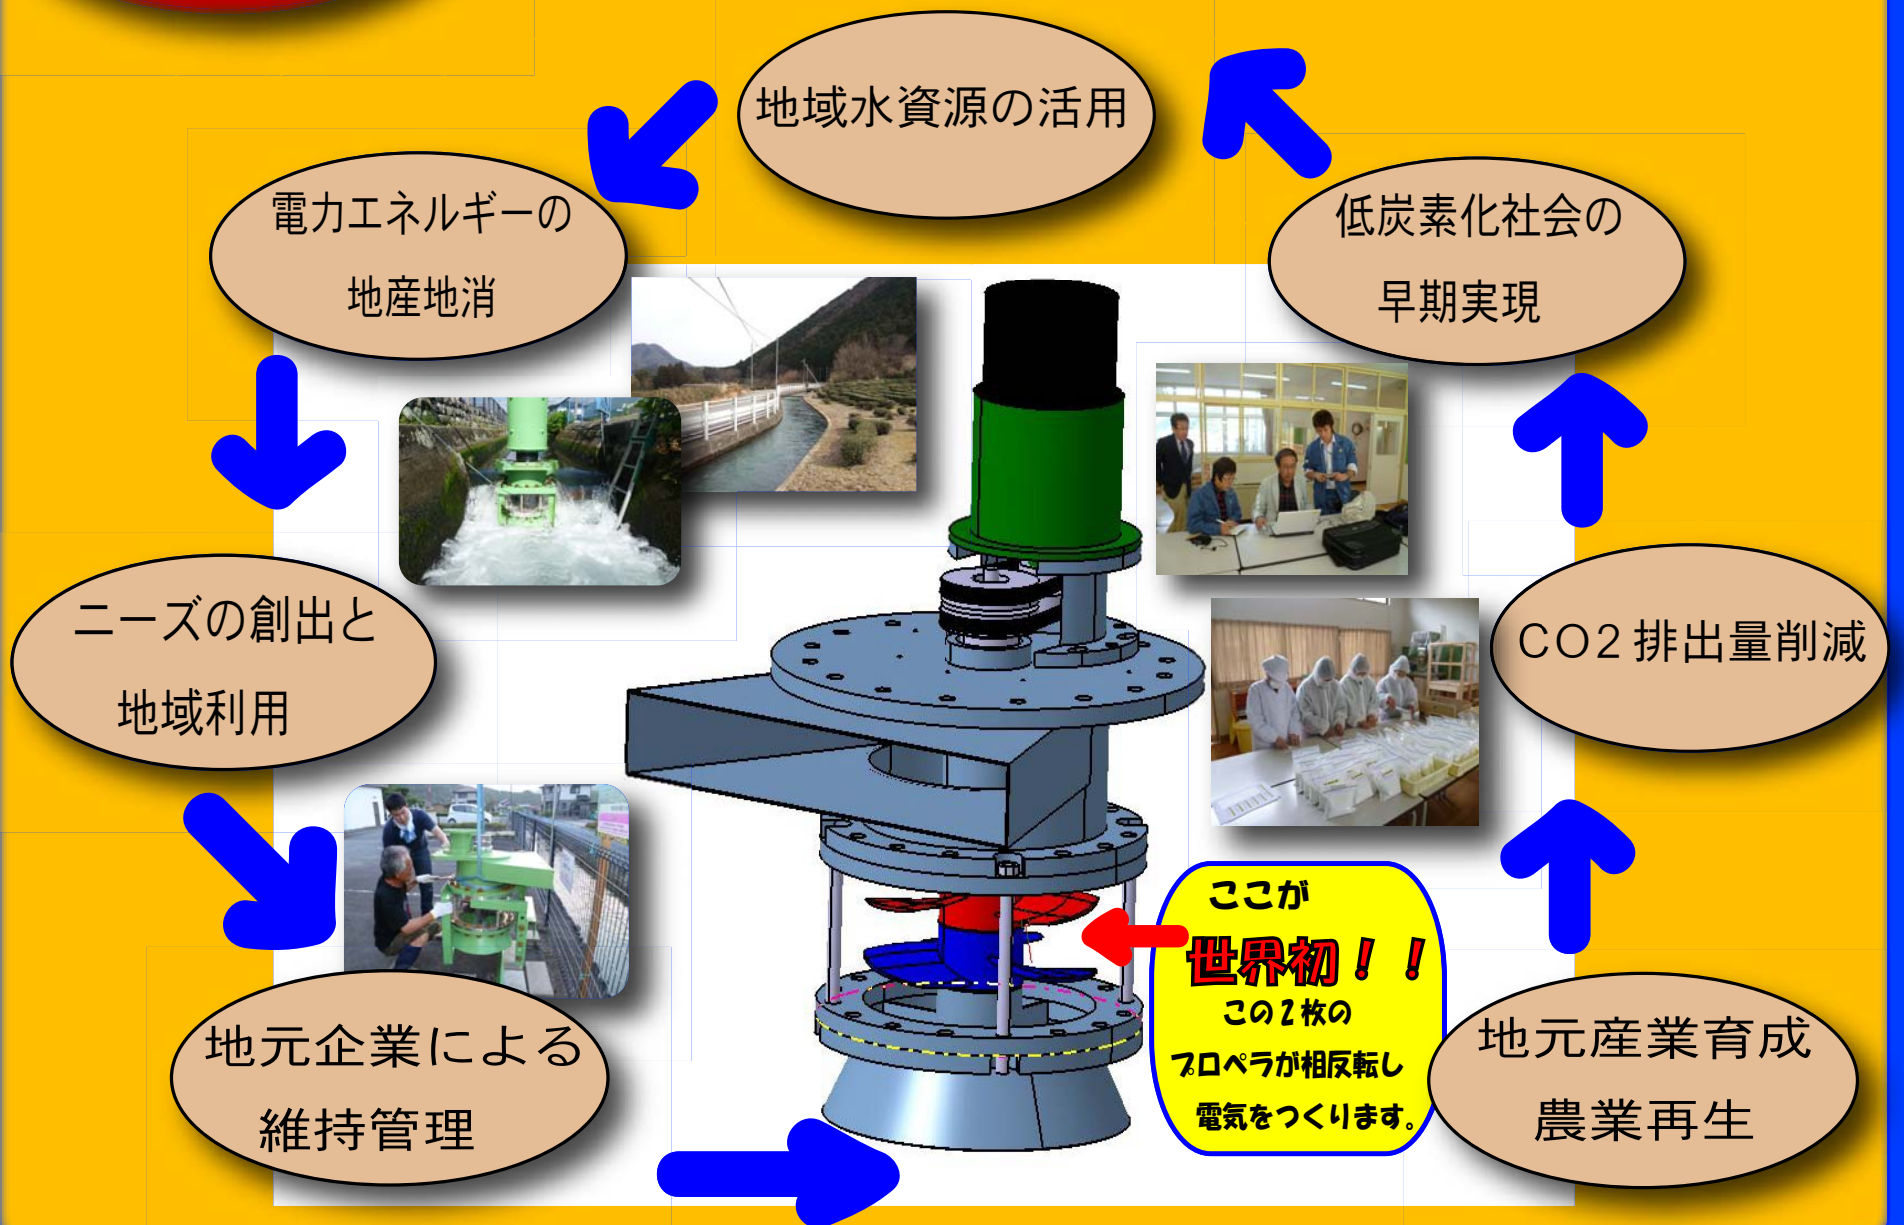 地域水資源の活用
電力エネルギーの
地産地消
低炭素化社会の
早期実現
ニーズの創出と
地域利用
CO2排出量削減
ここが
世界初！！
この2枚の
プロペラが相反転し
電気をつくります。
地元企業による
維持管理
地元産業育成
農業再生